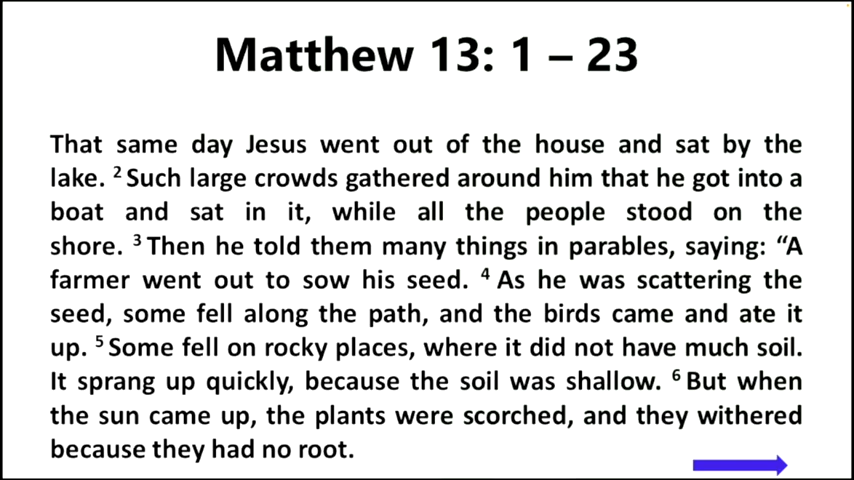 Matthew 13: 1 – 23
That same day Jesus went out of the house and sat by the
lake. ² Such large crowds gathered around him that he got into a
boat and sat in it, while all the people stood on the
shore. ³ Then he told them many things in parables, saying: “A
farmer went out to sow his seed. ⁴ As he was scattering the
seed, some fell along the path, and the birds came and ate it
up. ⁵ Some fell on rocky places, where it did not have much soil.
It sprang up quickly, because the soil was shallow. ⁶ But when
the sun came up, the plants were scorched, and they withered
because they had no root.